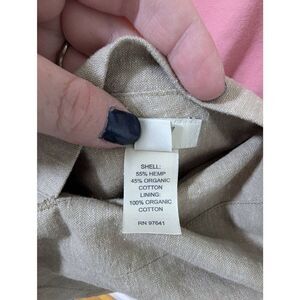 SHELL:
55% HEMP
45% ORGANIC
COTTON
LINING:
100% ORGANIC
COTTON
RN 97641